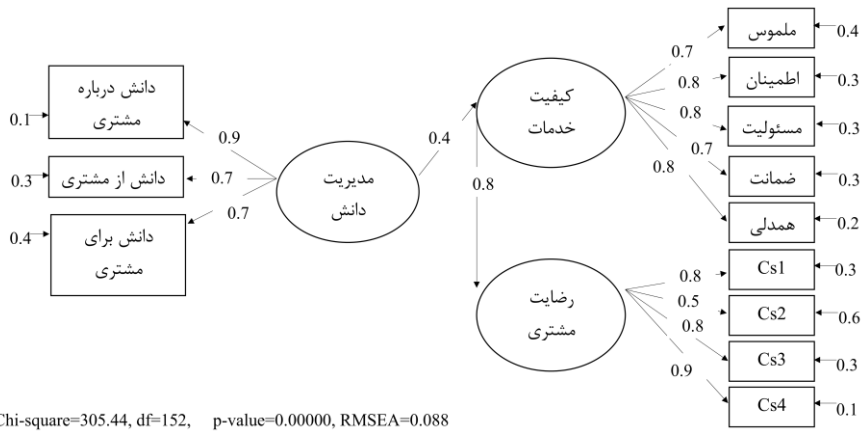 دانش درباره
مشتری
0.1
دانش از مشتری
0.3
دانش برای
مشتری
0.4
0.9
0.7
0.7
مدیریت
دانش
0.4
کیفیت
خدمات
0.8
رضایت
مشتری
0.7
0.8
0.8
0.7
0.8
ملموس
0.4
اطمینان
0.3
مسئولیت
0.3
ضمانت
0.3
همدلی
0.2
0.8
0.5
0.8
0.9
Cs1
0.3
Cs2
0.6
Cs3
0.3
Cs4
0.1
Chi-square=305.44, df=152, p-value=0.00000, RMSEA=0.088